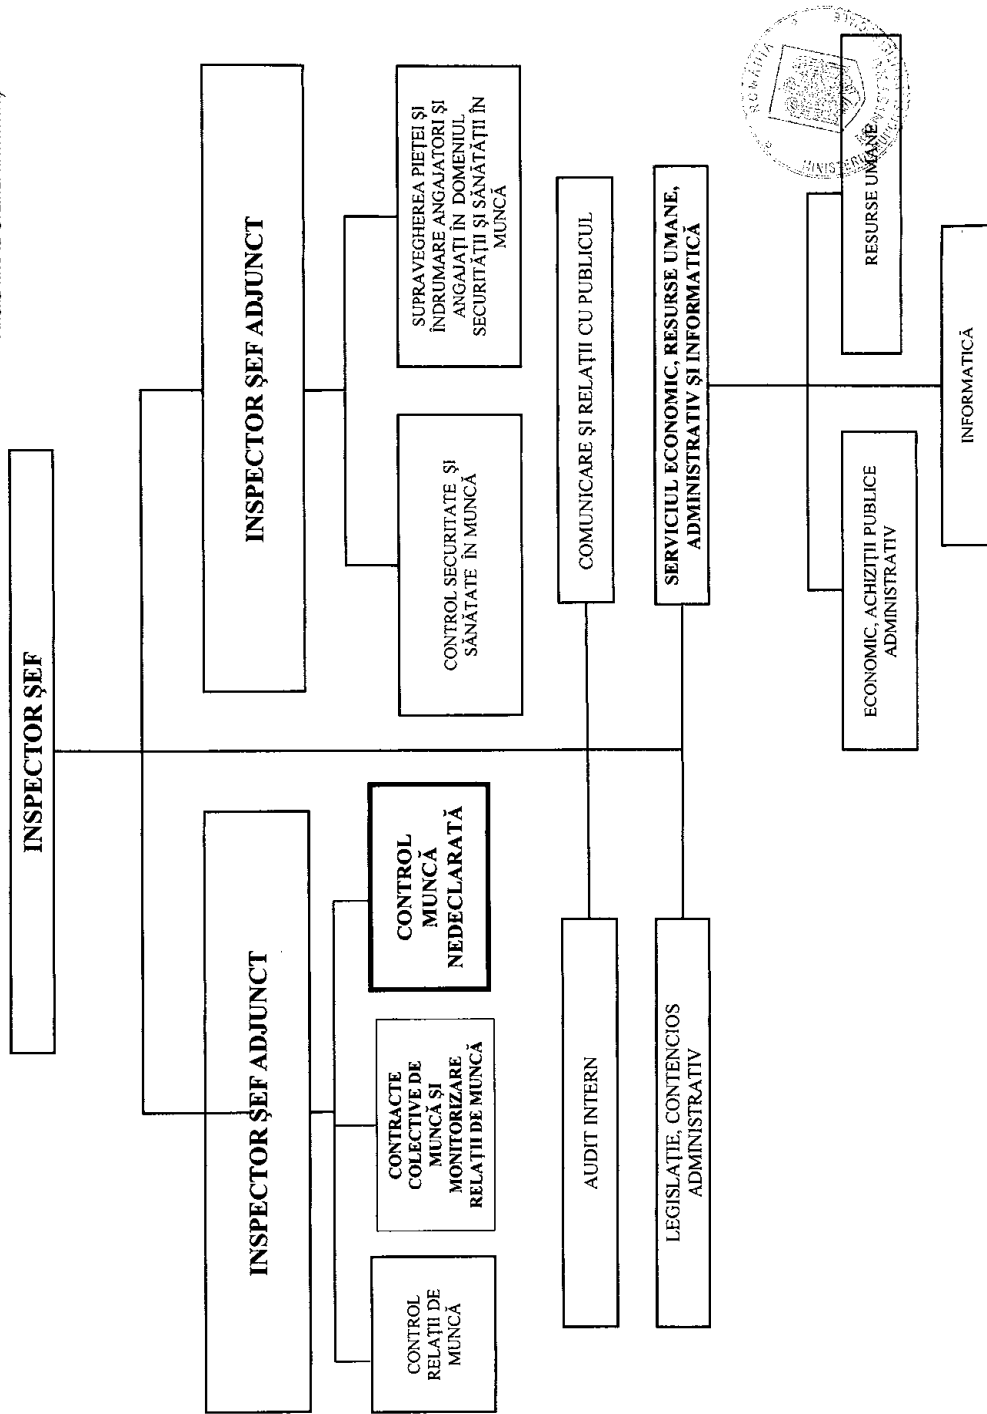 INSPECTOR ŞEF
INSPECTOR ŞEF ADJUNCT
INSPECTOR ŞEF ADJUNCT
CONTROL
RELAŢII DE
MUNCĂ
CONTRACTE
COLECTIVE DE
MUNCĂ ŞI
MONITORIZARE
RELAŢII DE MUNCĂ
CONTROL
MUNCĂ
NEDECLARATĂ
CONTROL SECURITATE ŞI
SĂNĂTATE ÎN MUNCĂ
SUPRAVEGHEREA PIEŢEI ŞI
ÎNDRUMARE ANGAJATORI ŞI
ANGAJAŢI ÎN DOMENIUL
SECURITĂŢII ŞI SĂNĂTĂŢII ÎN
MUNCĂ
AUDIT INTERN
COMUNICARE ŞI RELAŢII CU PUBLICUL
LEGISLAŢIE, CONTENCIOS
ADMINISTRATIV
SERVICIUL ECONOMIC, RESURSE UMANE,
ADMINISTRATIV ŞI INFORMATICĂ
ECONOMIC, ACHIZIŢII PUBLICE
ADMINISTRATIV
RESURSE UMANE
INFORMATICĂ
ROMÂNIA